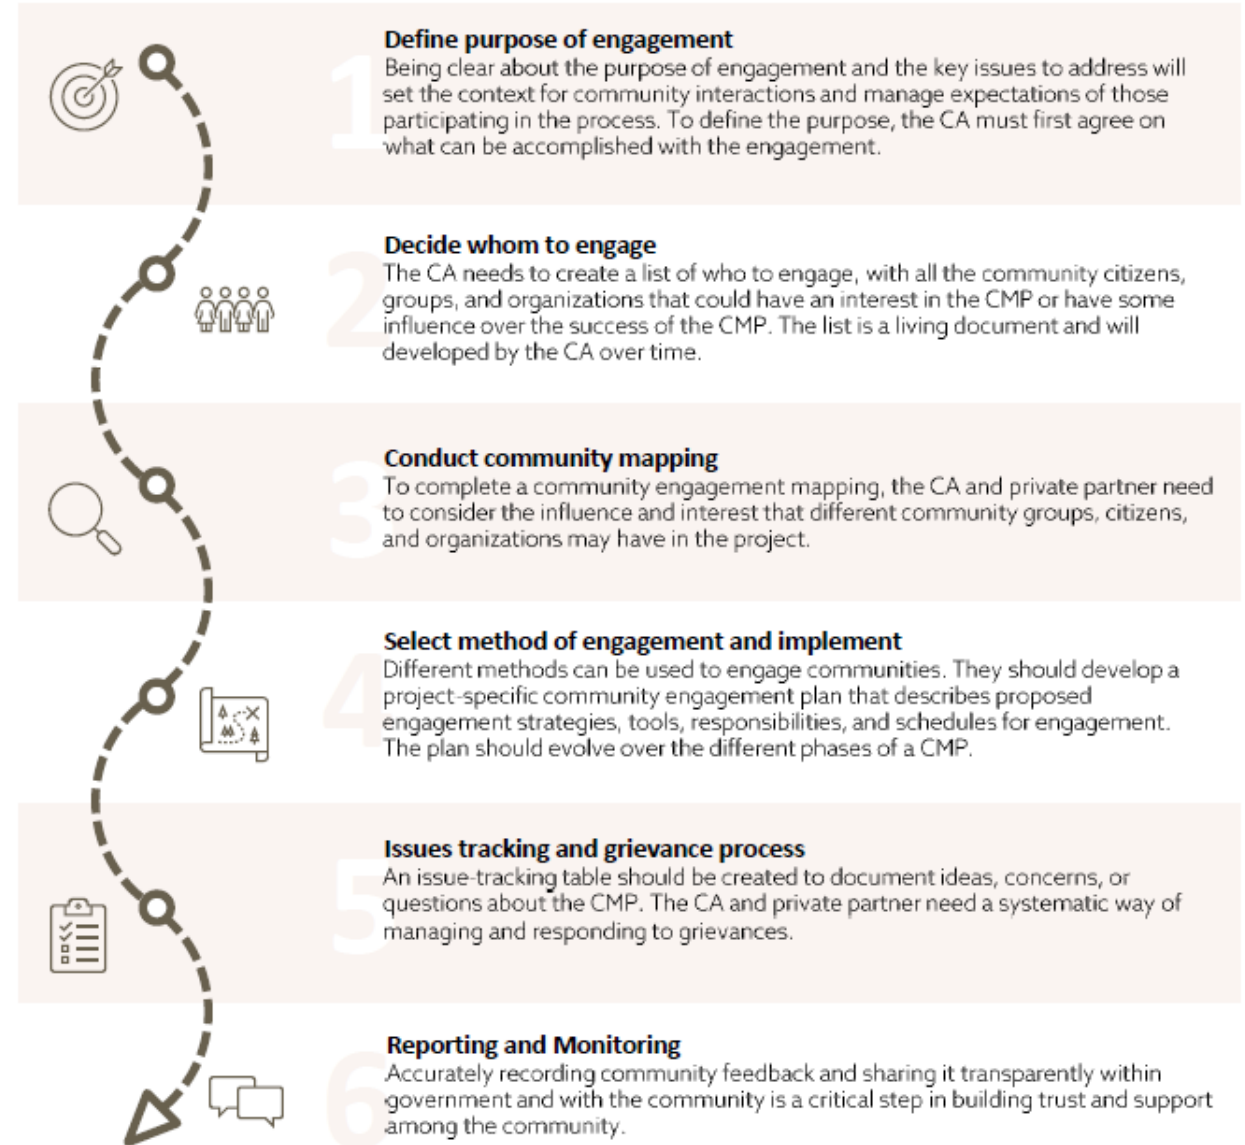 1
Define purpose of engagement
Being clear about the purpose of engagement and the key issues to address will
set the context for community interactions and manage expectations of those
participating in the process. To define the purpose, the CA must first agree on
what can be accomplished with the engagement.
2
Decide whom to engage
The CA needs to create a list of who to engage, with all the community citizens,
groups, and organizations that could have an interest in the CMP or have some
influence over the success of the CMP. The list is a living document and will
developed by the CA over time.
3
Conduct community mapping
To complete a community engagement mapping, the CA and private partner need
to consider the influence and interest that different community groups, citizens,
and organizations may have in the project.
4
Select method of engagement and implement
Different methods can be used to engage communities. They should develop a
project-specific community engagement plan that describes proposed
engagement strategies, tools, responsibilities, and schedules for engagement.
The plan should evolve over the different phases of a CMP.
5
Issues tracking and grievance process
An issue-tracking table should be created to document ideas, concerns, or
questions about the CMP. The CA and private partner need a systematic way of
managing and responding to grievances.
6
Reporting and Monitoring
Accurately recording community feedback and sharing it transparently within
government and with the community is a critical step in building trust and support
among the community.